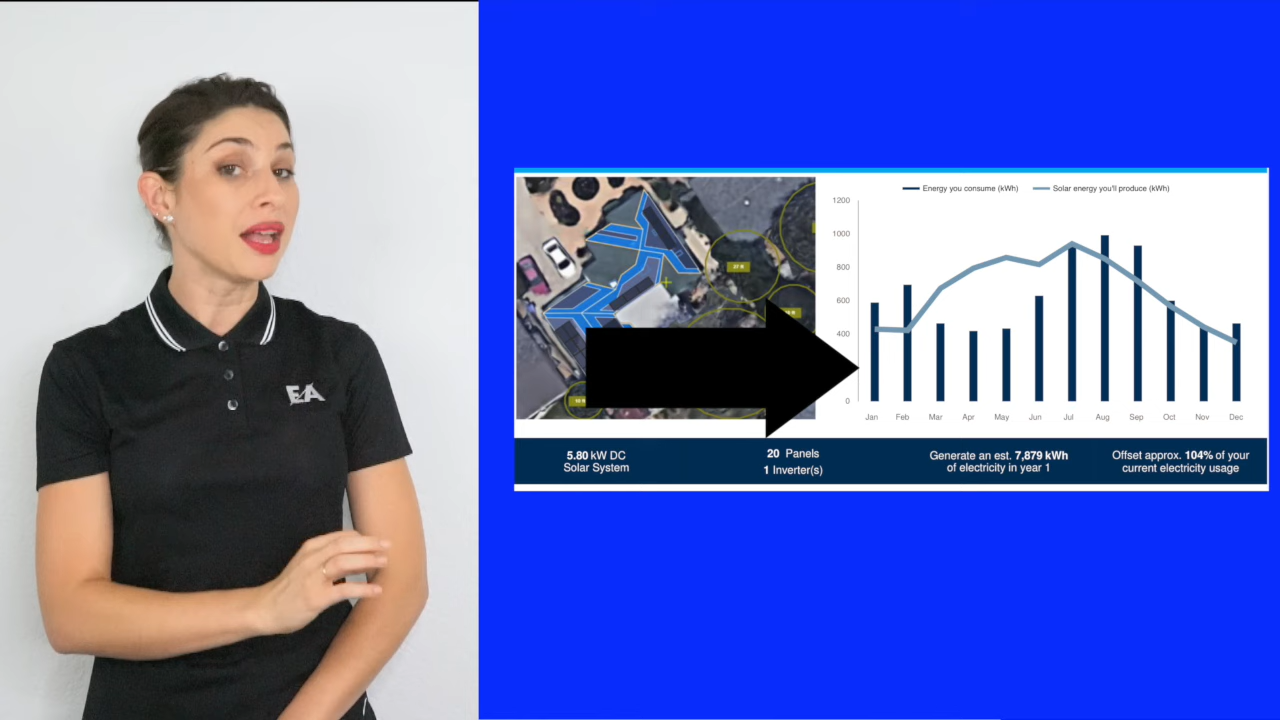 EA
Energy you consume (kWh)
Solar energy you'll produce (kWh)
1200
1000
800
600
400
0
Jan Feb Mar Apr May Jun Jul Aug Sep Oct Nov Dec
37 ft
5.80 kW DC
Solar System
20 Panels
1 Inverter(s)
Generate an est. 7,879 kWh
of electricity in year 1
Offset approx. 104% of your
current electricity usage